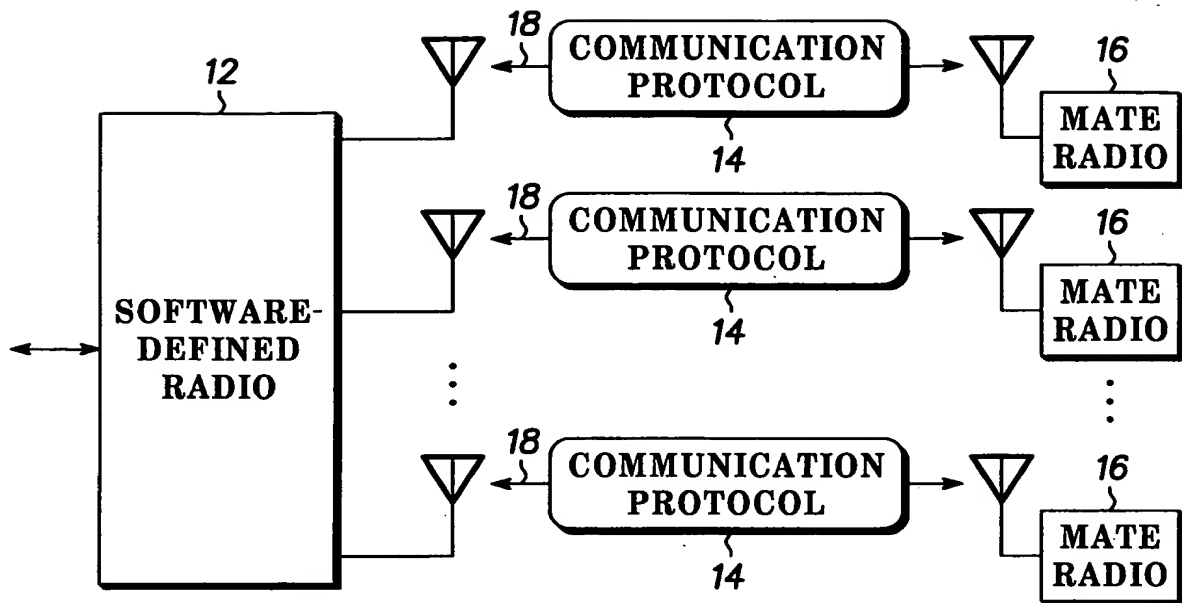 12
SOFTWARE-
DEFINED
RADIO
18
COMMUNICATION
PROTOCOL
14
16
MATE
RADIO
18
COMMUNICATION
PROTOCOL
14
16
MATE
RADIO
18
COMMUNICATION
PROTOCOL
14
16
MATE
RADIO